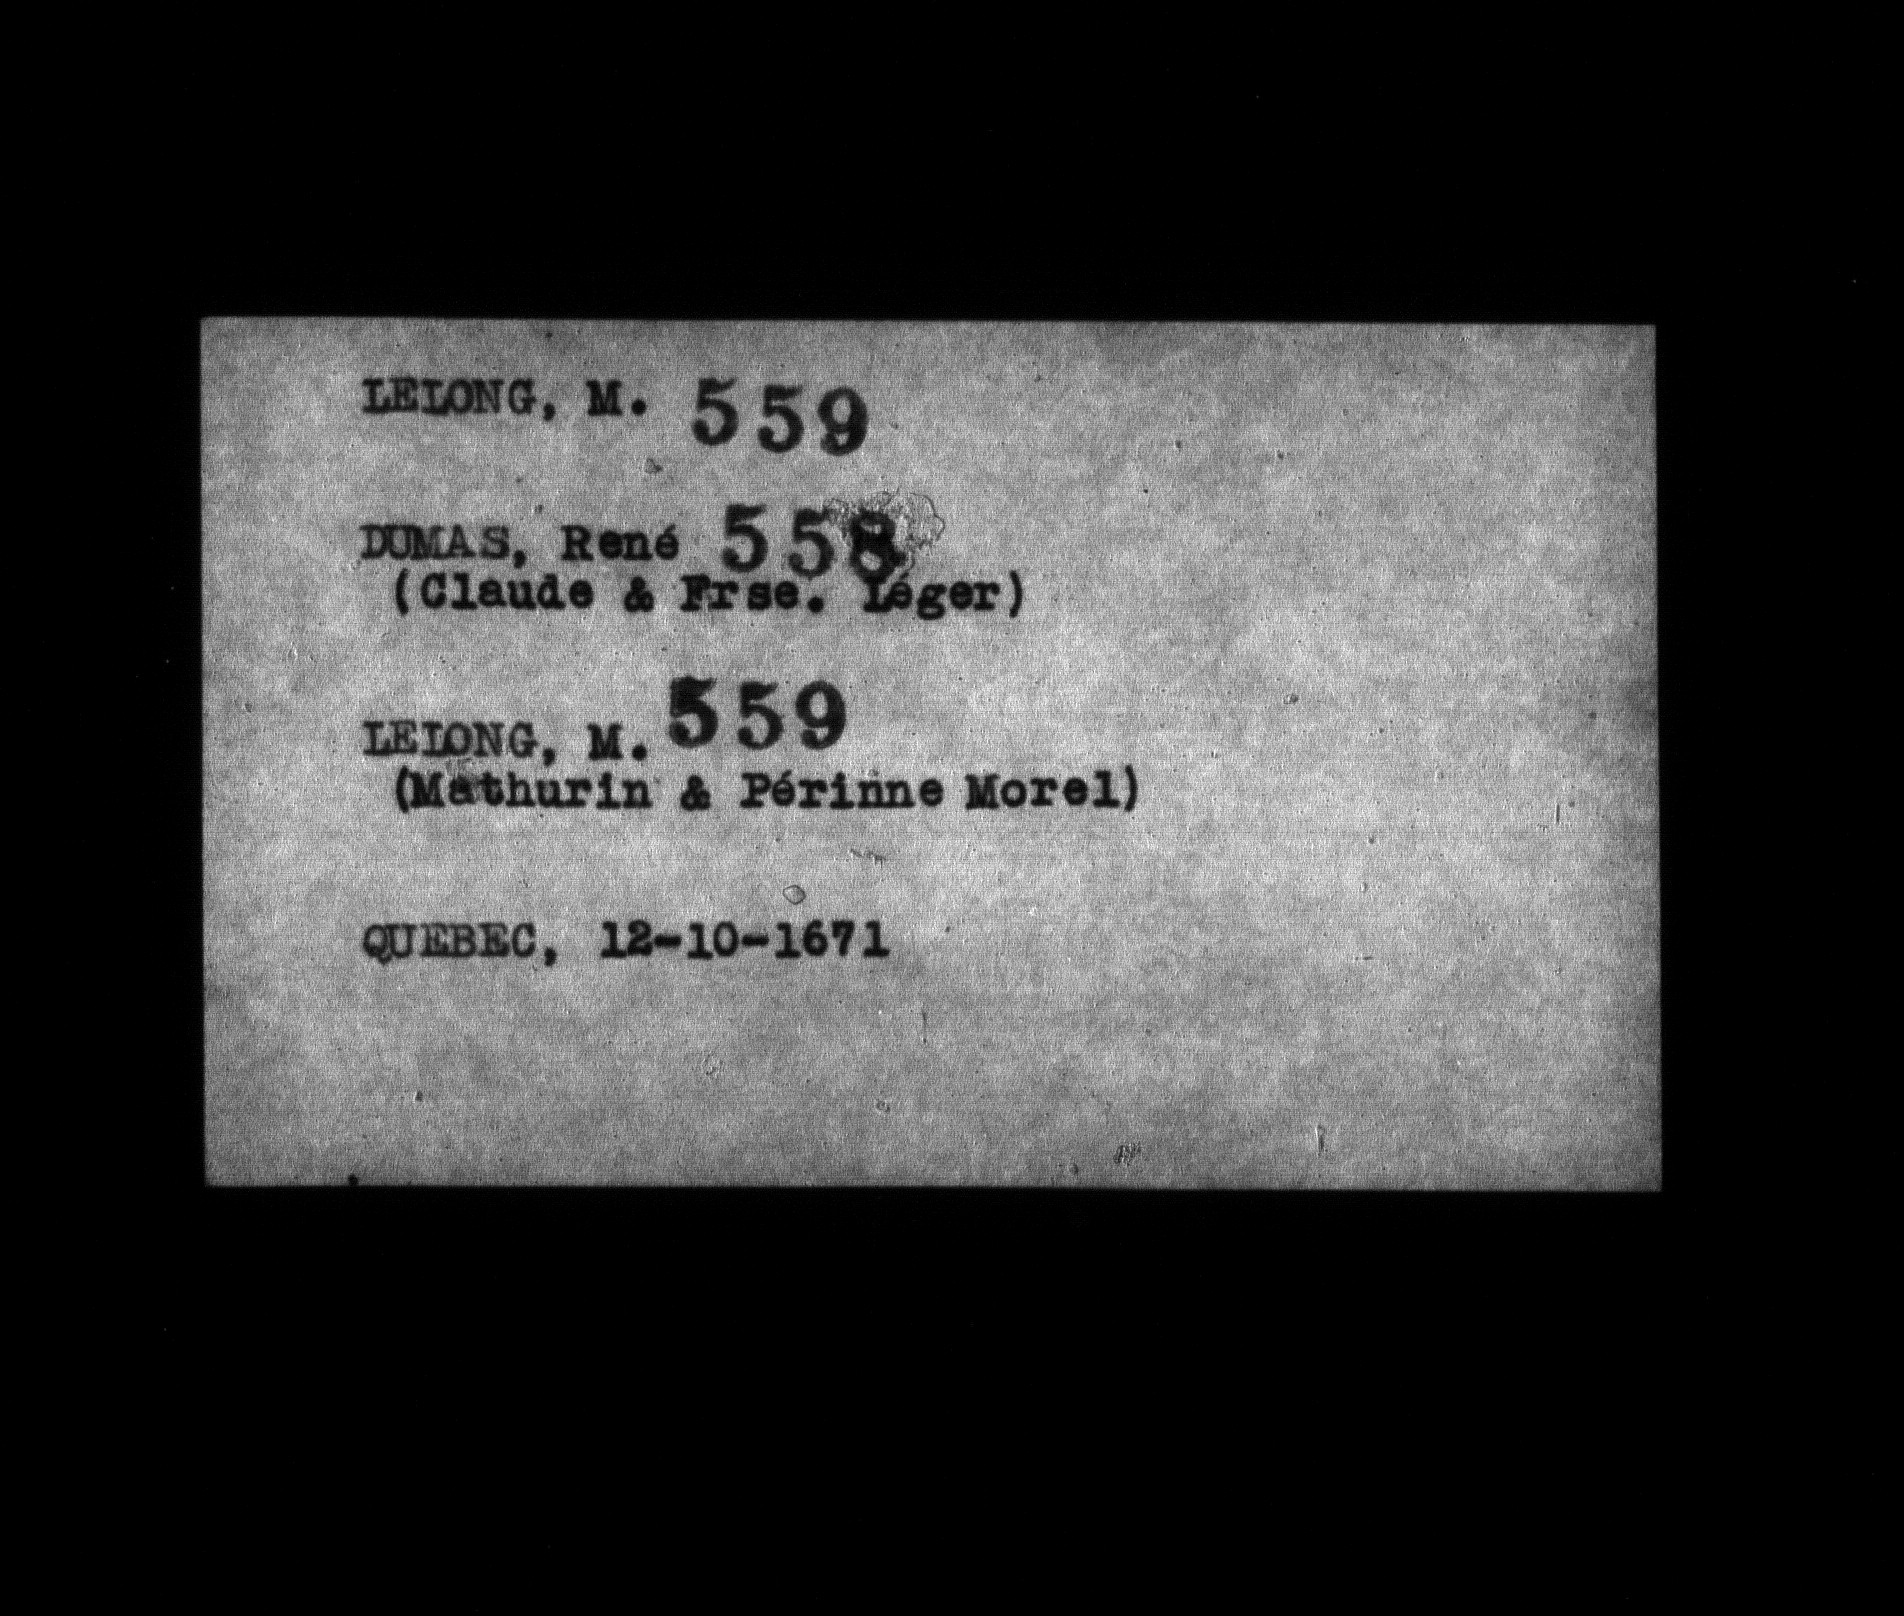 LELONG, M. 559
DUMAS, René 558
(Claude & Frse. Léger)
LELONG, M. 559
(Mathurin & Périnne Morel)
QUEBEC, 12-10-1671